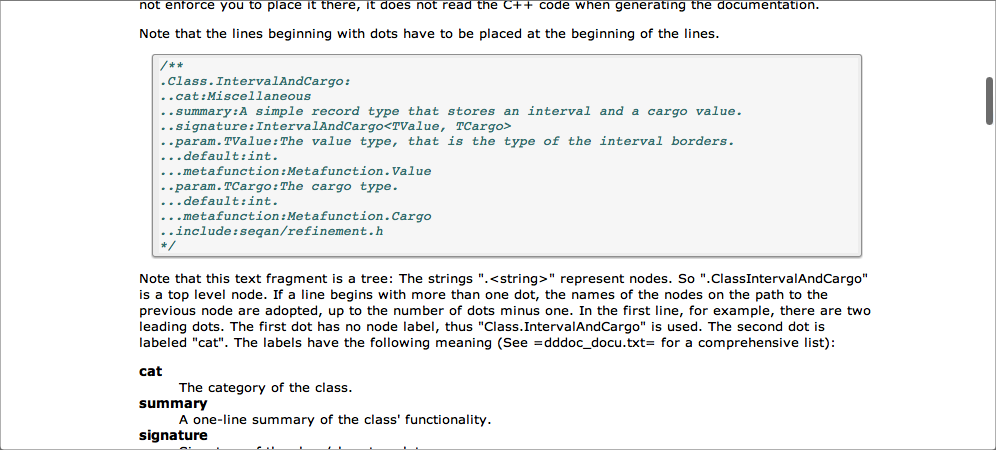 not enforce you to place it there, it does not read the C++ code when generating the documentation.
Note that the lines beginning with dots have to be placed at the beginning of the lines.
/**
.Class.IntervalAndCargo:
..cat:Miscellaneous
..summary:A simple record type that stores an interval and a cargo value.
..signature:IntervalAndCargo<TValue, TCargo>
..param.TValue:The value type, that is the type of the interval borders.
...default:int.
...metafunction:Metafunction.Value
..param.TCargo:The cargo type.
...default:int.
...metafunction:Metafunction.Cargo
..include:seqan/refinement.h
*/
Note that this text fragment is a tree: The strings ".<string>" represent nodes. So ".ClassIntervalAndCargo"
is a top level node. If a line begins with more than one dot, the names of the nodes on the path to the
previous node are adopted, up to the number of dots minus one. In the first line, for example, there are two
leading dots. The first dot has no node label, thus "Class.IntervalAndCargo" is used. The second dot is
labeled "cat". The labels have the following meaning (See =dddoc_docu.txt= for a comprehensive list):
cat
The category of the class.
summary
A one-line summary of the class' functionality.
signature